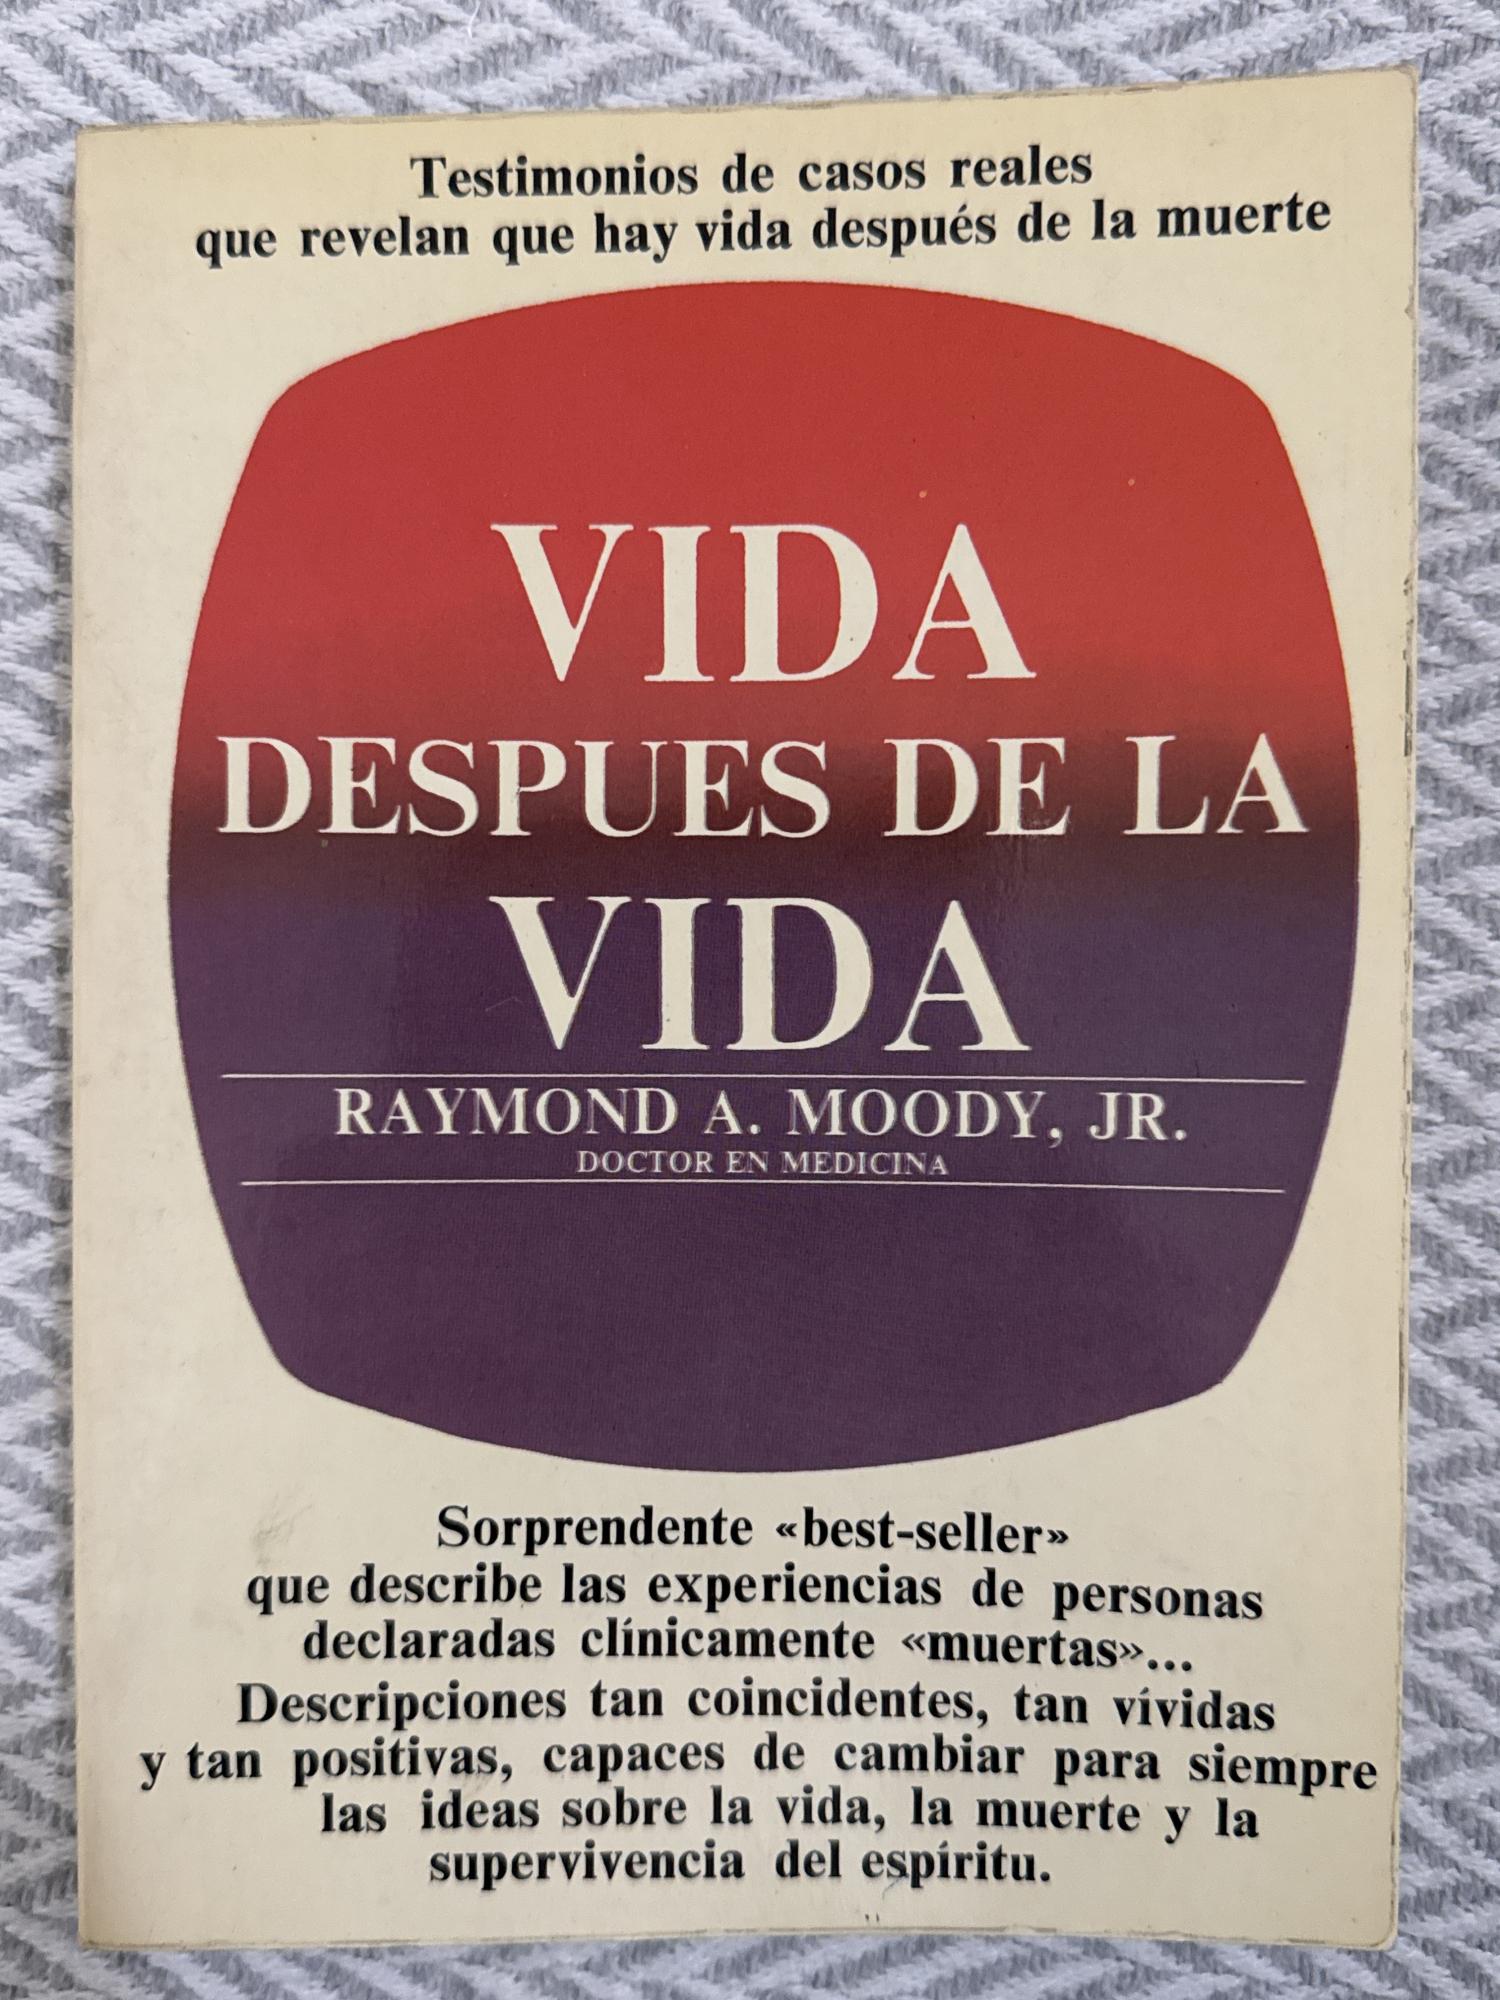 Testimonios de casos reales
que revelan que hay vida después de la muerte
VIDA
DESPUES DE LA
VIDA
RAYMOND A. MOODY, JR.
DOCTOR EN MEDICINA
Sorprendente «best-seller»
que describe las experiencias de personas
declaradas clínicamente «muertas»...
Descripciones tan coincidentes, tan vívidas
y tan positivas, capaces de cambiar para siempre
las ideas sobre la vida, la muerte y la
supervivencia del espíritu.